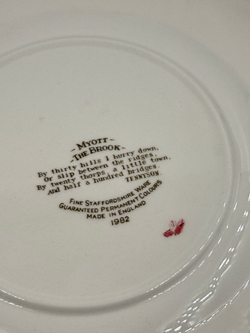 - MYOTT -
- THE BROOK -
By thirty hills I hurry down,
Or slip between the ridges,
By twenty thorps, a little town,
And half a hundred bridges.
TENNYSON
FINE STAFFORDSHIRE WARE
GUARANTEED PERMANENT COLOURS
MADE IN ENGLAND
1982